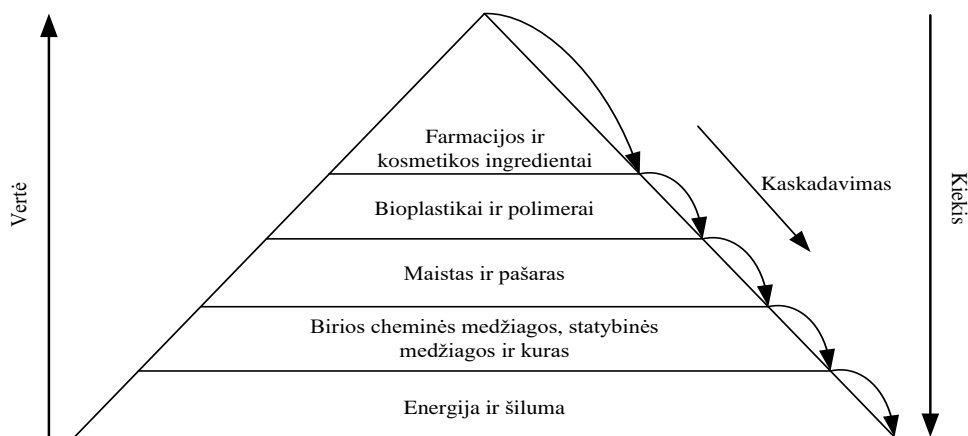 Vertė
Farmacijos ir
kosmetikos ingredientai
Bioplastikai ir polimerai
Maistas ir pašaras
Birios cheminės medžiagos, statybinės
medžiagos ir kuras
Energija ir šiluma
Kaskadavimas
Kiekis